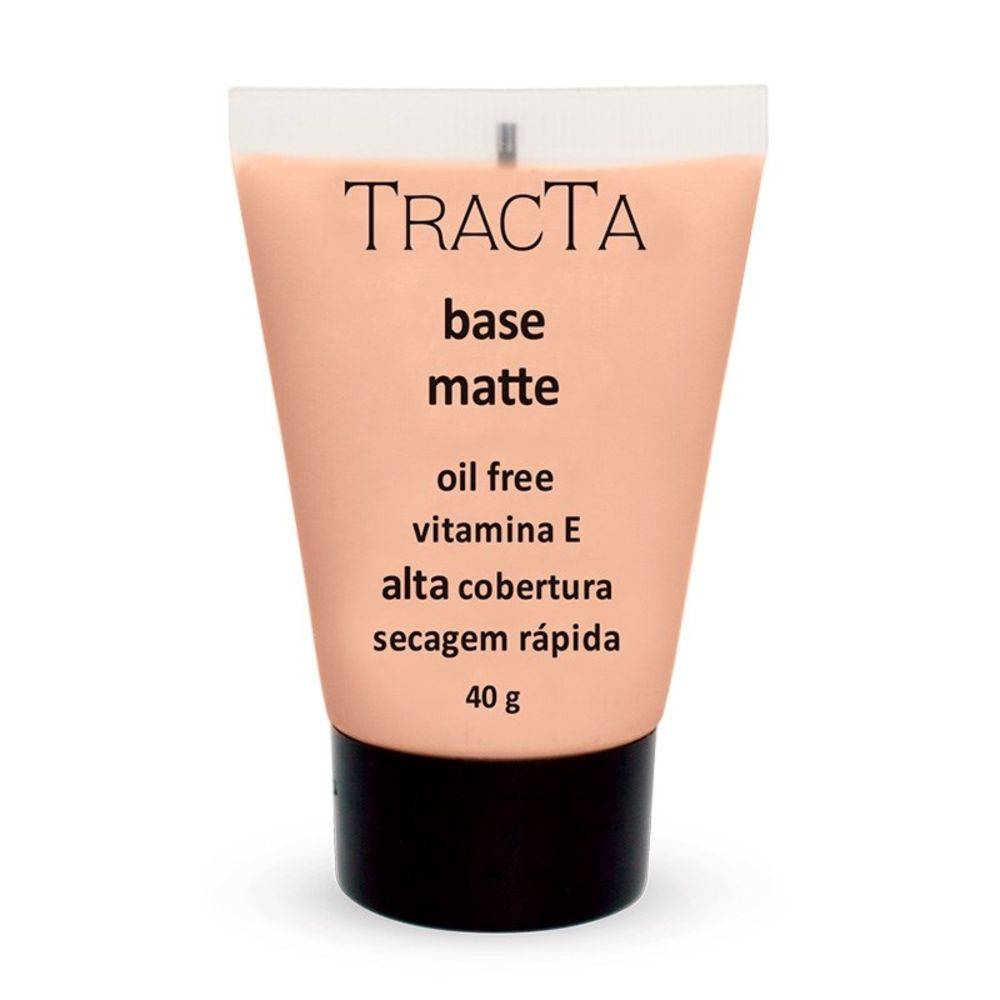 TRACTA
base
matte
oil free
vitamina E
alta cobertura
secagem rápida
40 g